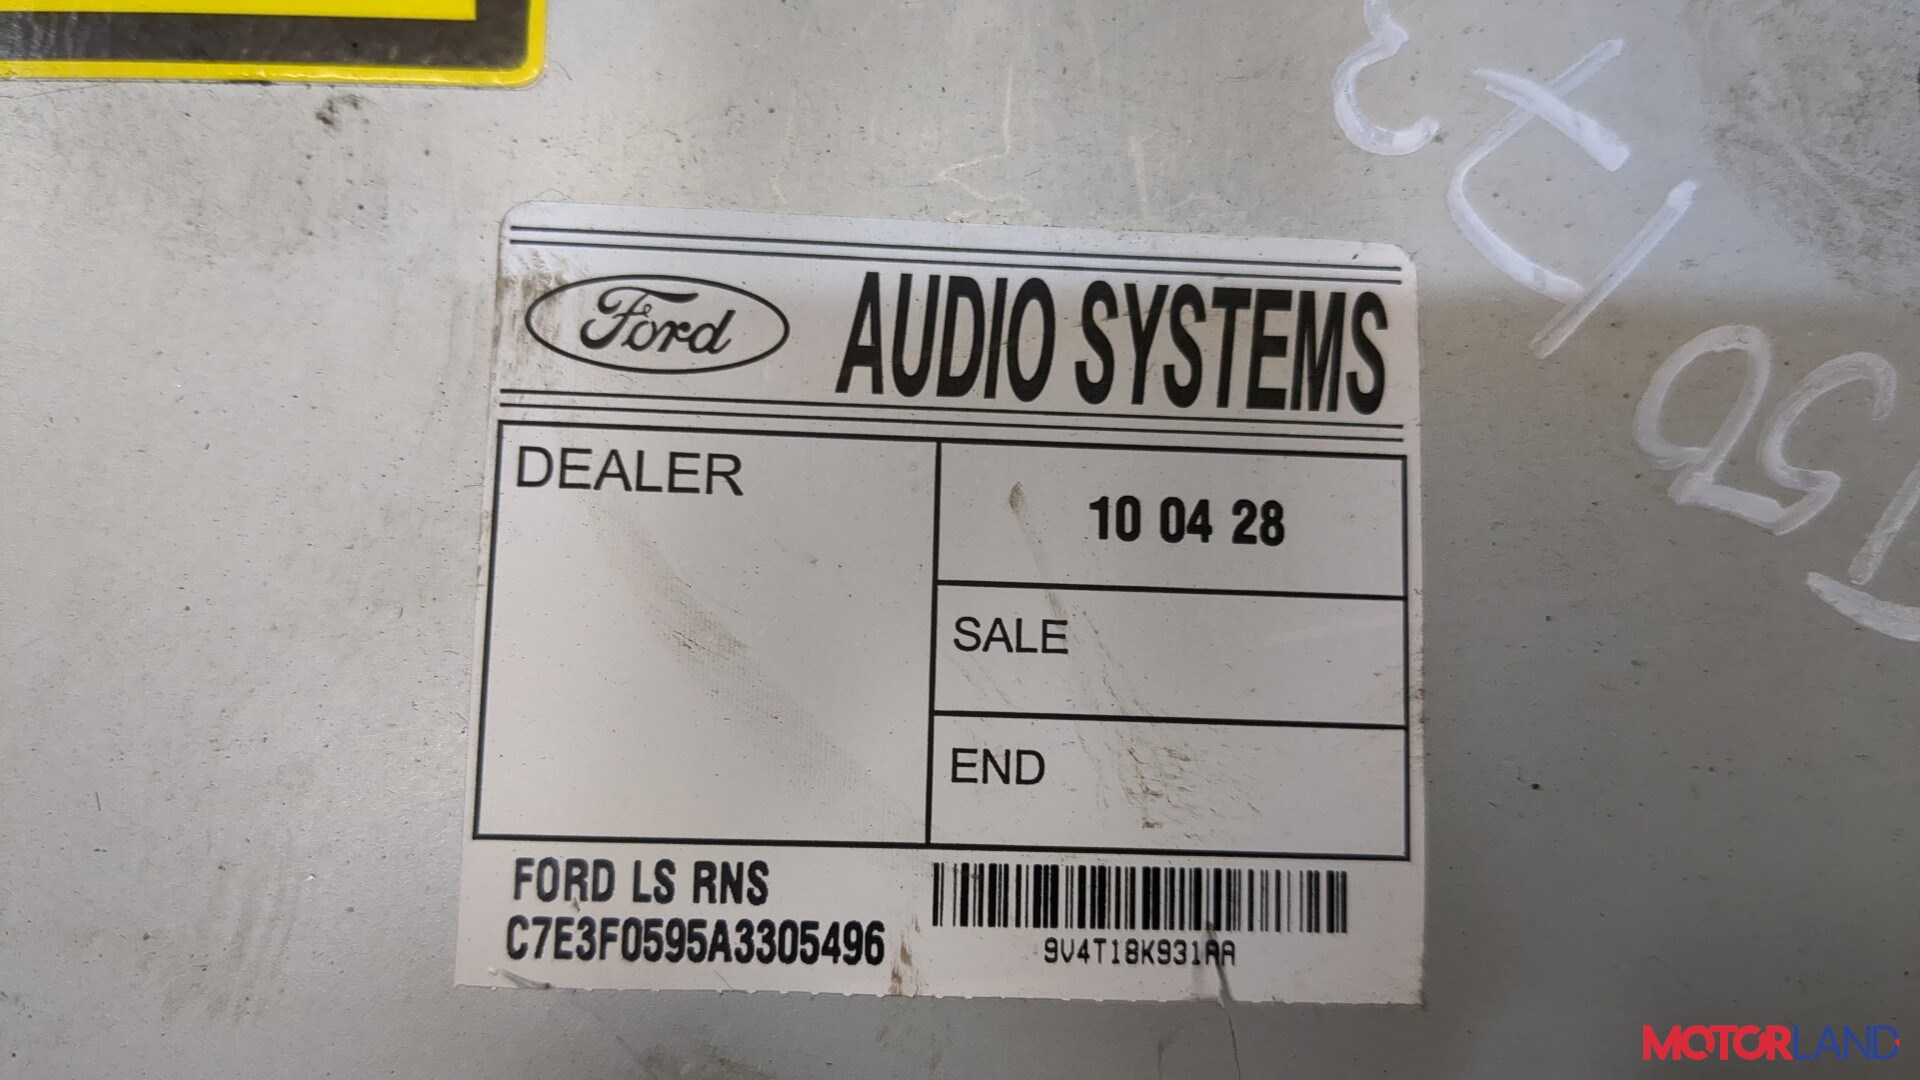 Ford
AUDIO SYSTEMS
DEALER
10 04 28
SALE
END
FORD LS RNS
C7E3F0595A3305496
9V4T18K931AA
MOTORLAND